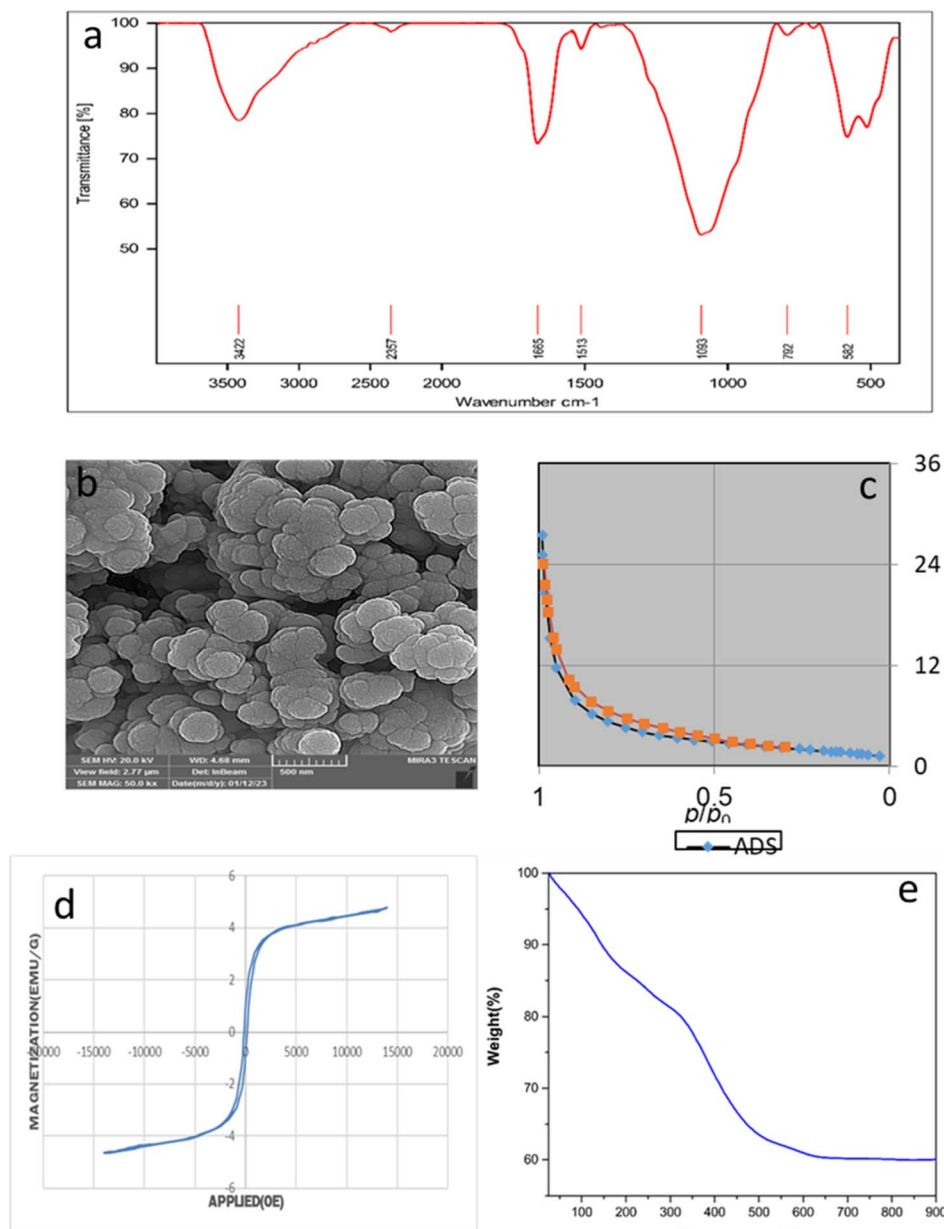 a
Transmittance [%]
100
90
80
70
60
50
3422
2357
1665
1513
1093
792
582
3500 3000 2500 2000 1500 1000 500
Wavenumber cm-1
b
SEM HV: 20.0 kV WD: 4.68 mm MIRA3 TESCAN
View field: 2.77 µm Det: InBeam 500 nm
SEM MAG: 50.0 kx Date(m/d/y): 01/12/23
c
36
24
12
0
1 0.5 0
p/p0
ADS
d
MAGNETIZATION(EMU/G)
6
4
2
0
-2
-4
-6
-20000 -15000 -10000 -5000 0 5000 10000 15000 20000
APPLIED(0E)
e
Weight(%)
100
90
80
70
60
100 200 300 400 500 600 700 800 900